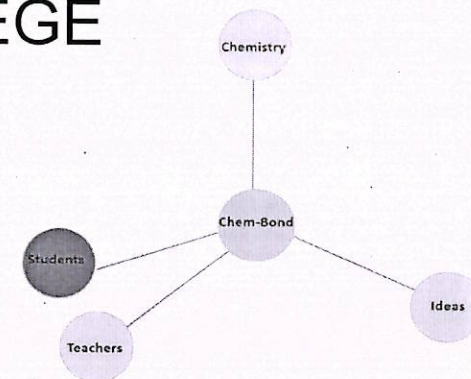 EGE
Chemistry
Chem-Bond
Students
Ideas
Teachers